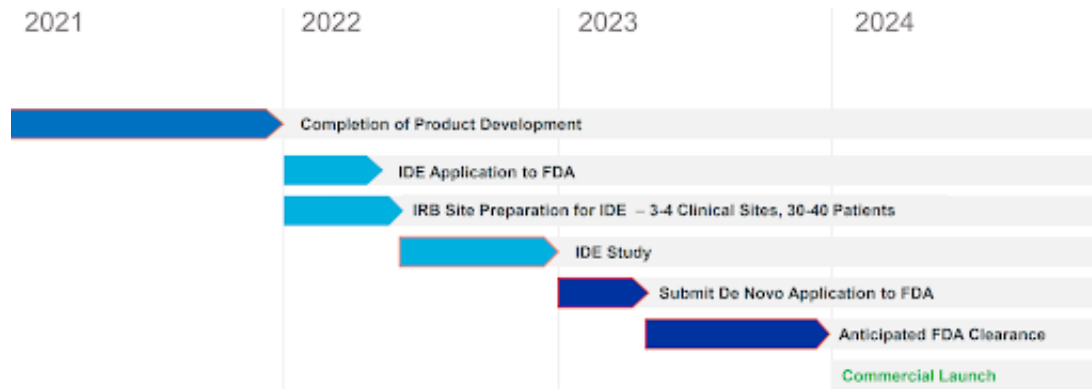 2021
2022
2023
2024
Completion of Product Development
IDE Application to FDA
IRB Site Preparation for IDE – 3-4 Clinical Sites, 30-40 Patients
IDE Study
Submit De Novo Application to FDA
Anticipated FDA Clearance
Commercial Launch